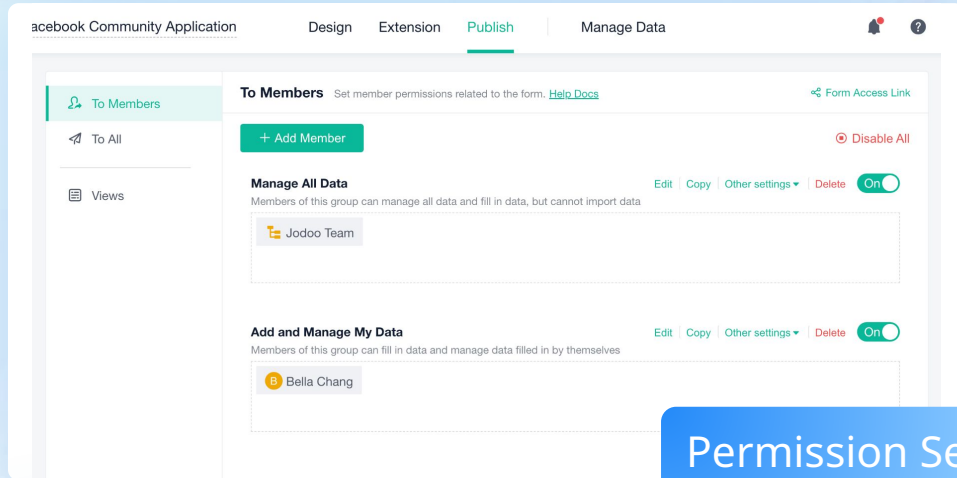 acebook Community Application Design Extension Publish Manage Data
To Members
To All
Views
To Members Set member permissions related to the form. Help Docs Form Access Link
+ Add Member Disable All
Manage All Data Edit Copy Other settings Delete On
Members of this group can manage all data and fill in data, but cannot import data
Jodoo Team
Add and Manage My Data Edit Copy Other settings Delete On
Members of this group can fill in data and manage data filled in by themselves
B Bella Chang
Permission Se